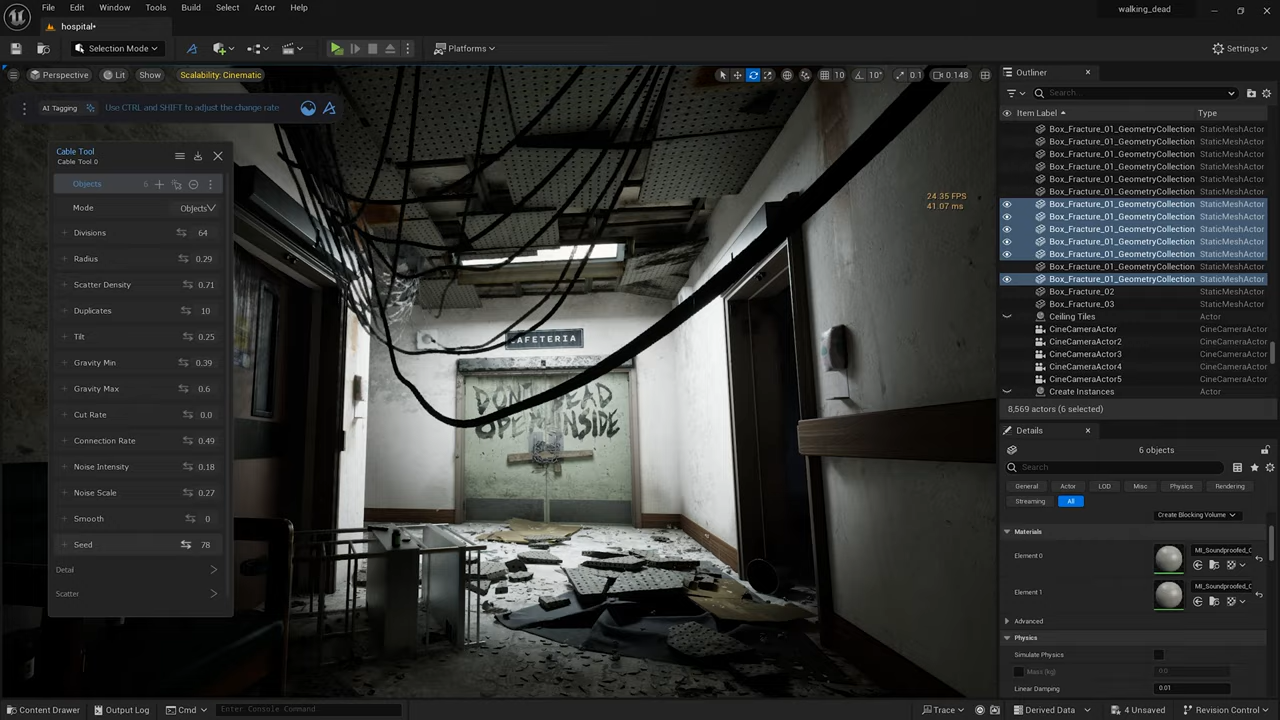 File Edit Window Tools Build Select Actor Help
walking_dead
hospital•
Selection Mode
Platforms
Settings
Perspective
Lit
Show
Scalability: Cinematic
10
10°
0.1
0.148
AI Tagging
Use CTRL and SHIFT to adjust the change rate
Cable Tool
Cable Tool 0
Objects 6
Mode Objects
Divisions 64
Radius 0.29
Scatter Density 0.71
Duplicates 10
Tilt 0.25
Gravity Min 0.39
Gravity Max 0.6
Cut Rate 0.0
Connection Rate 0.49
Noise Intensity 0.18
Noise Scale 0.27
Smooth 0
Seed 78
Detail
Scatter
24.35 FPS
41.07 ms
CAFETERIA
DON'T DEAD
OPEN INSIDE
Outliner
Search...
Item Label Type
Box_Fracture_01_GeometryCollection StaticMeshActor
Box_Fracture_01_GeometryCollection StaticMeshActor
Box_Fracture_01_GeometryCollection StaticMeshActor
Box_Fracture_01_GeometryCollection StaticMeshActor
Box_Fracture_01_GeometryCollection StaticMeshActor
Box_Fracture_01_GeometryCollection StaticMeshActor
Box_Fracture_01_GeometryCollection StaticMeshActor
Box_Fracture_01_GeometryCollection StaticMeshActor
Box_Fracture_01_GeometryCollection StaticMeshActor
Box_Fracture_01_GeometryCollection StaticMeshActor
Box_Fracture_01_GeometryCollection StaticMeshActor
Box_Fracture_01_GeometryCollection StaticMeshActor
Box_Fracture_01_GeometryCollection StaticMeshActor
Box_Fracture_02 StaticMeshActor
Box_Fracture_03 StaticMeshActor
Ceiling Tiles Actor
CineCameraActor CineCameraActor
CineCameraActor2 CineCameraActor
CineCameraActor3 CineCameraActor
CineCameraActor4 CineCameraActor
CineCameraActor5 CineCameraActor
Create Instances Actor
8,569 actors (6 selected)
Details
6 objects
Search
General Actor LOD Misc Physics Rendering
Streaming All
Create Blocking Volume
Materials
Element 0 MI_Soundproofed_C
Element 1 MI_Soundproofed_C
Advanced
Physics
Simulate Physics
Mass (kg) 0.0
Linear Damping 0.01
Content Drawer Output Log Cmd Enter Console Command
Trace Derived Data 4 Unsaved Revision Control